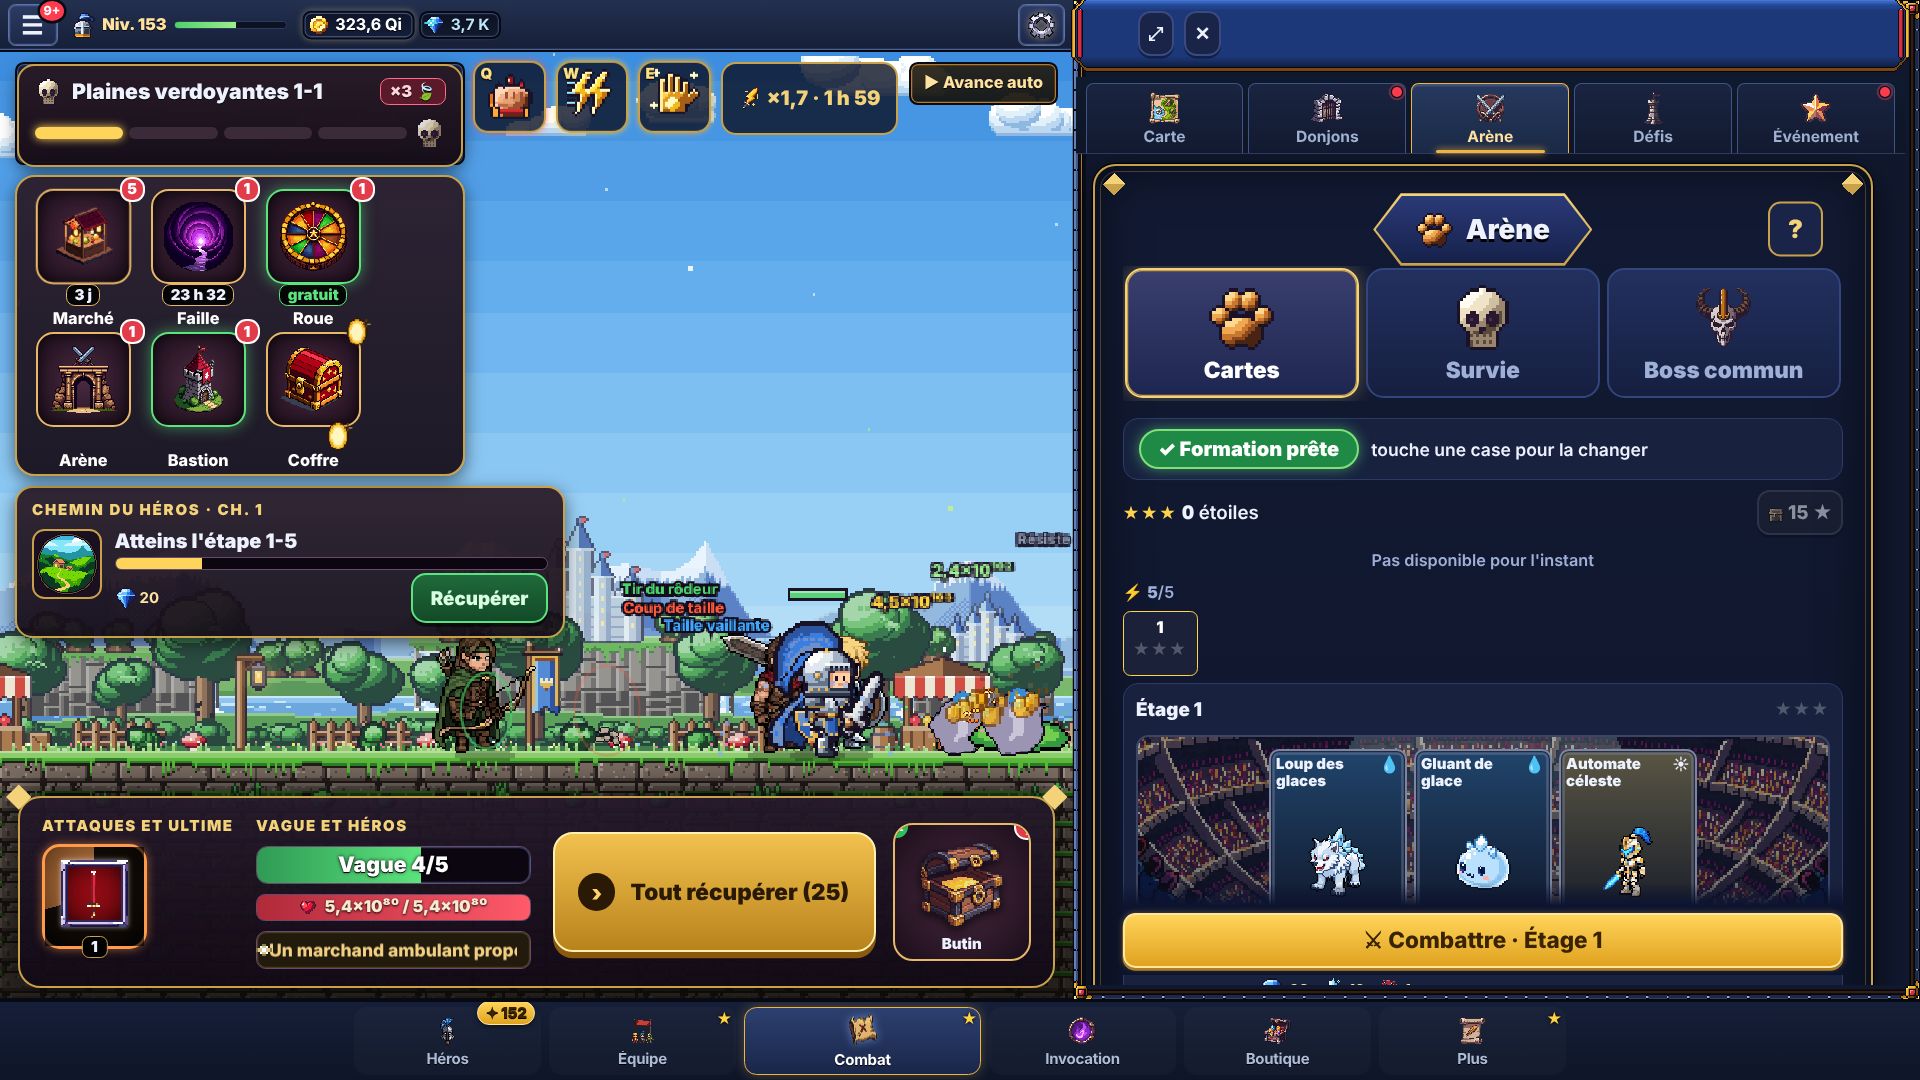 9+
Niv. 153
323,6 Qi
3,7 K
Plaines verdoyantes 1-1
×3
Q
W
E
×1,7 · 1 h 59
Avance auto
5
1
1
3 j
23 h 32
gratuit
Marché
Faille
Roue
1
1
Arène
Bastion
Coffre
CHEMIN DU HÉROS · CH. 1
Atteins l'étape 1-5
20
Récupérer
Résiste
Tir du rôdeur
Coup de taille
Taille vaillante
ATTAQUES ET ULTIME
1
VAGUE ET HÉROS
Vague 4/5
5,4×10⁸⁰ / 5,4×10⁸⁰
Un marchand ambulant prop
Tout récupérer (25)
Butin
Carte
Donjons
Arène
Défis
Événement
Arène
?
Cartes
Survie
Boss commun
Formation prête
touche une case pour la changer
0 étoiles
15
Pas disponible pour l'instant
5/5
1
Étage 1
Loup des glaces
Gluant de glace
Automate céleste
Combattre · Étage 1
152
Héros
Équipe
Combat
Invocation
Boutique
Plus